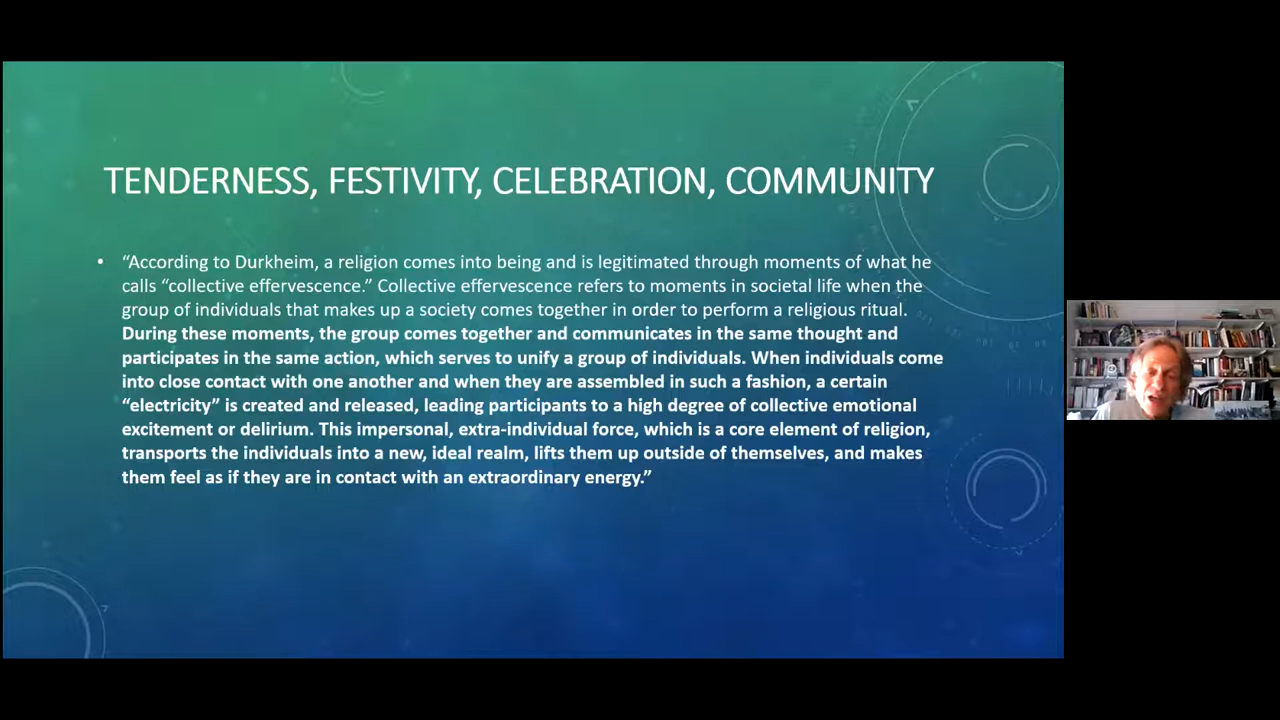 TENDERNESS, FESTIVITY, CELEBRATION, COMMUNITY
• “According to Durkheim, a religion comes into being and is legitimated through moments of what he
calls “collective effervescence.” Collective effervescence refers to moments in societal life when the
group of individuals that makes up a society comes together in order to perform a religious ritual.
During these moments, the group comes together and communicates in the same thought and
participates in the same action, which serves to unify a group of individuals. When individuals come
into close contact with one another and when they are assembled in such a fashion, a certain
“electricity” is created and released, leading participants to a high degree of collective emotional
excitement or delirium. This impersonal, extra-individual force, which is a core element of religion,
transports the individuals into a new, ideal realm, lifts them up outside of themselves, and makes
them feel as if they are in contact with an extraordinary energy.”